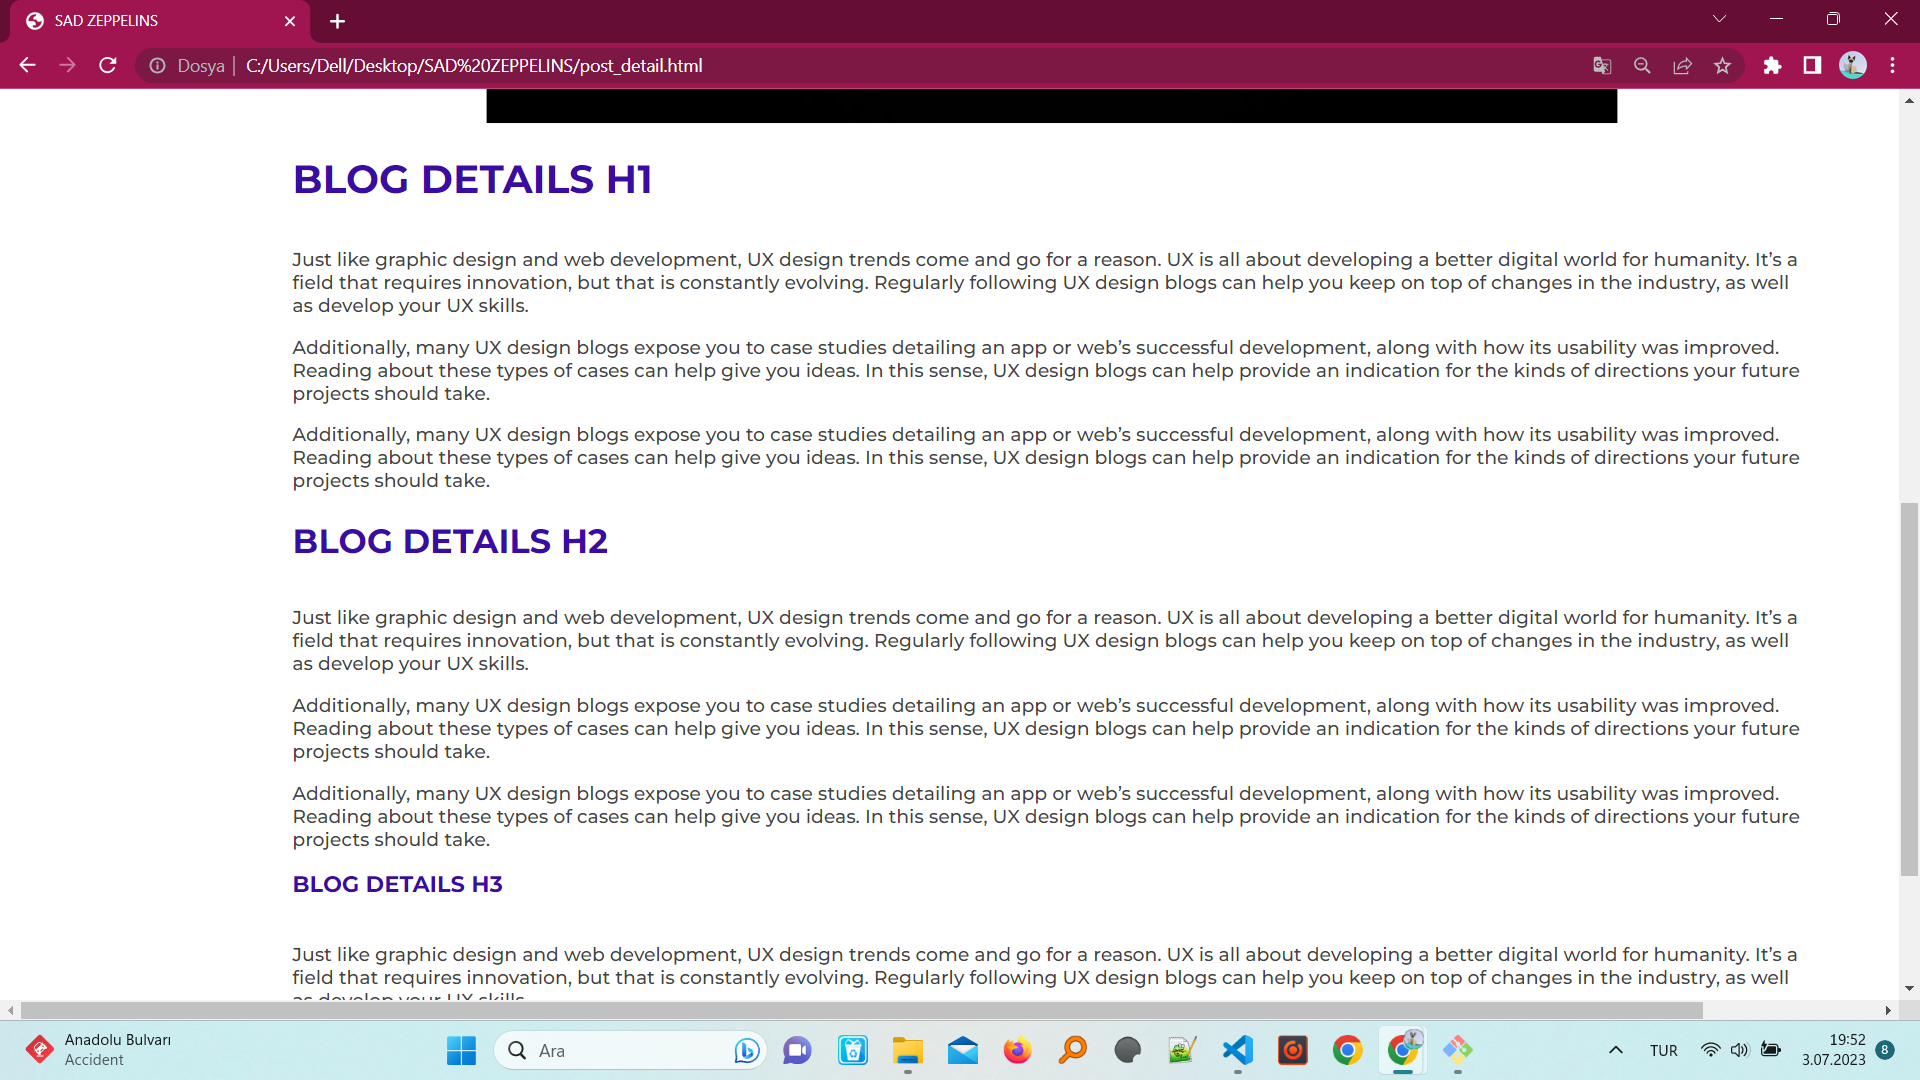 SAD ZEPPELINS
Dosya | C:/Users/Dell/Desktop/SAD%20ZEPPELINS/post_detail.html
BLOG DETAILS H1
Just like graphic design and web development, UX design trends come and go for a reason. UX is all about developing a better digital world for humanity. It’s a
field that requires innovation, but that is constantly evolving. Regularly following UX design blogs can help you keep on top of changes in the industry, as well
as develop your UX skills.
Additionally, many UX design blogs expose you to case studies detailing an app or web’s successful development, along with how its usability was improved.
Reading about these types of cases can help give you ideas. In this sense, UX design blogs can help provide an indication for the kinds of directions your future
projects should take.
Additionally, many UX design blogs expose you to case studies detailing an app or web’s successful development, along with how its usability was improved.
Reading about these types of cases can help give you ideas. In this sense, UX design blogs can help provide an indication for the kinds of directions your future
projects should take.
BLOG DETAILS H2
Just like graphic design and web development, UX design trends come and go for a reason. UX is all about developing a better digital world for humanity. It’s a
field that requires innovation, but that is constantly evolving. Regularly following UX design blogs can help you keep on top of changes in the industry, as well
as develop your UX skills.
Additionally, many UX design blogs expose you to case studies detailing an app or web’s successful development, along with how its usability was improved.
Reading about these types of cases can help give you ideas. In this sense, UX design blogs can help provide an indication for the kinds of directions your future
projects should take.
Additionally, many UX design blogs expose you to case studies detailing an app or web’s successful development, along with how its usability was improved.
Reading about these types of cases can help give you ideas. In this sense, UX design blogs can help provide an indication for the kinds of directions your future
projects should take.
BLOG DETAILS H3
Just like graphic design and web development, UX design trends come and go for a reason. UX is all about developing a better digital world for humanity. It’s a
field that requires innovation, but that is constantly evolving. Regularly following UX design blogs can help you keep on top of changes in the industry, as well
as develop your UX skills.
Anadolu Bulvarı
Accident
Ara
TUR
19:52
3.07.2023
8